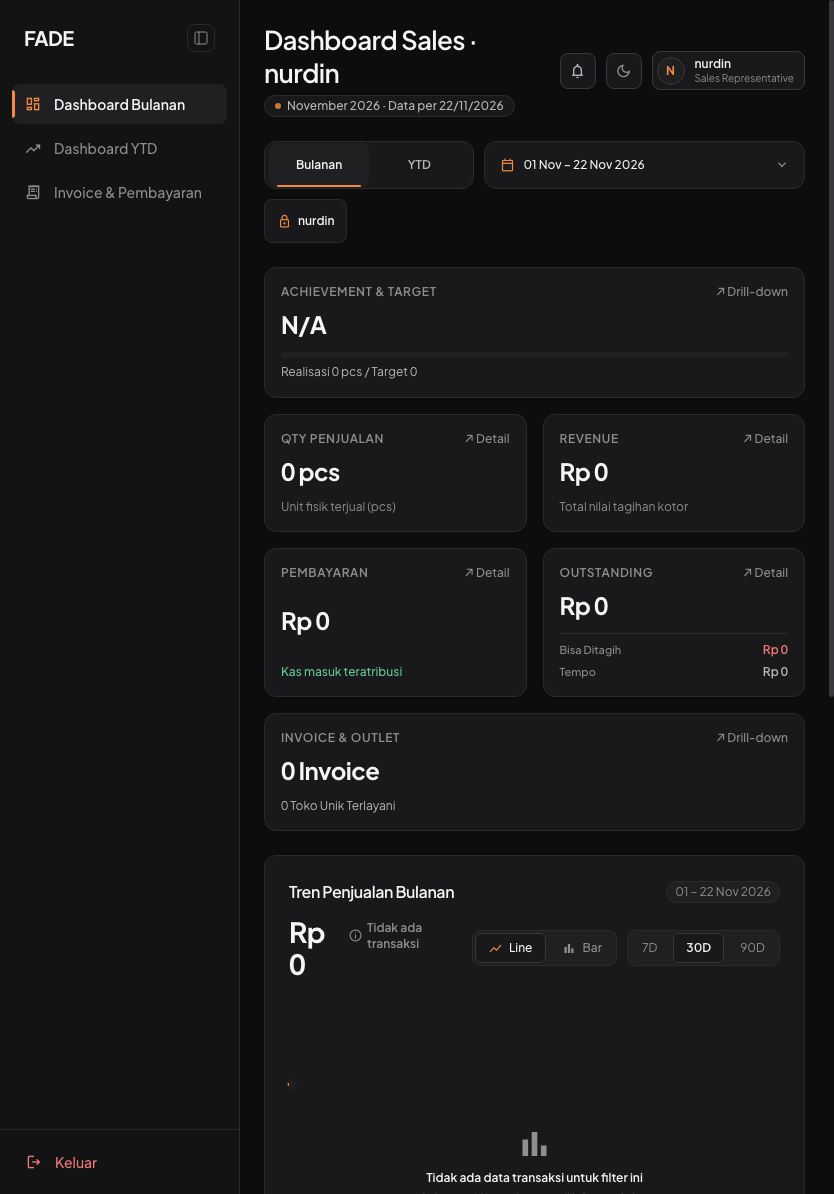 FADE
Dashboard Bulanan
Dashboard YTD
Invoice & Pembayaran
Keluar
Dashboard Sales ·
nurdin
November 2026 · Data per 22/11/2026
N
nurdin
Sales Representative
Bulanan
YTD
01 Nov – 22 Nov 2026
nurdin
ACHIEVEMENT & TARGET
Drill-down
N/A
Realisasi 0 pcs / Target 0
QTY PENJUALAN
Detail
0 pcs
Unit fisik terjual (pcs)
REVENUE
Detail
Rp 0
Total nilai tagihan kotor
PEMBAYARAN
Detail
Rp 0
Kas masuk teratribusi
OUTSTANDING
Detail
Rp 0
Bisa Ditagih Rp 0
Tempo Rp 0
INVOICE & OUTLET
Drill-down
0 Invoice
0 Toko Unik Terlayani
Tren Penjualan Bulanan
01 – 22 Nov 2026
Rp
0
Tidak ada
transaksi
Line
Bar
7D
30D
90D
Tidak ada data transaksi untuk filter ini